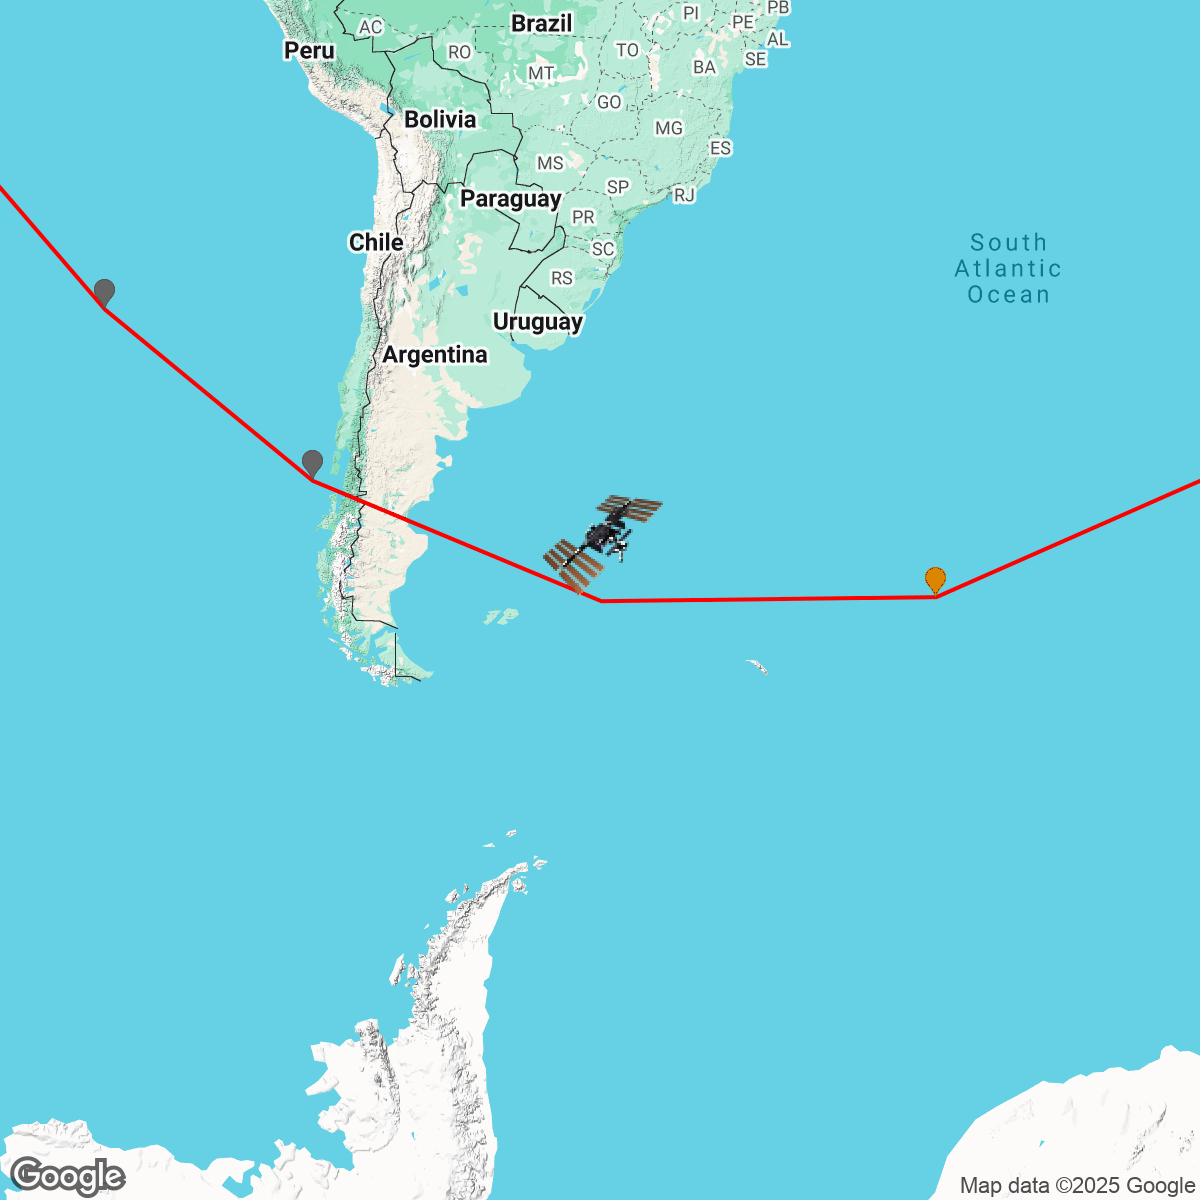 PB
PI
Brazil
PE
AC
AL
Peru
RO
TO
SE
BA
MT
GO
Bolivia
MG
ES
MS
SP
RJ
Paraguay
PR
Chile
SC
South
Atlantic
Ocean
RS
Uruguay
Argentina
Google
Map data ©2025 Google